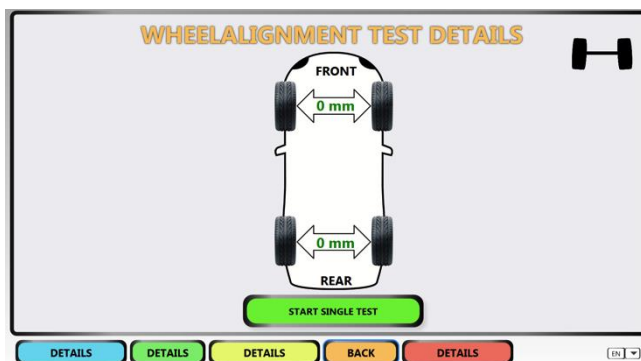 WHEELALIGNMENT TEST DETAILS
FRONT
0 mm
0 mm
REAR
START SINGLE TEST
DETAILS
DETAILS
DETAILS
BACK
DETAILS
EN